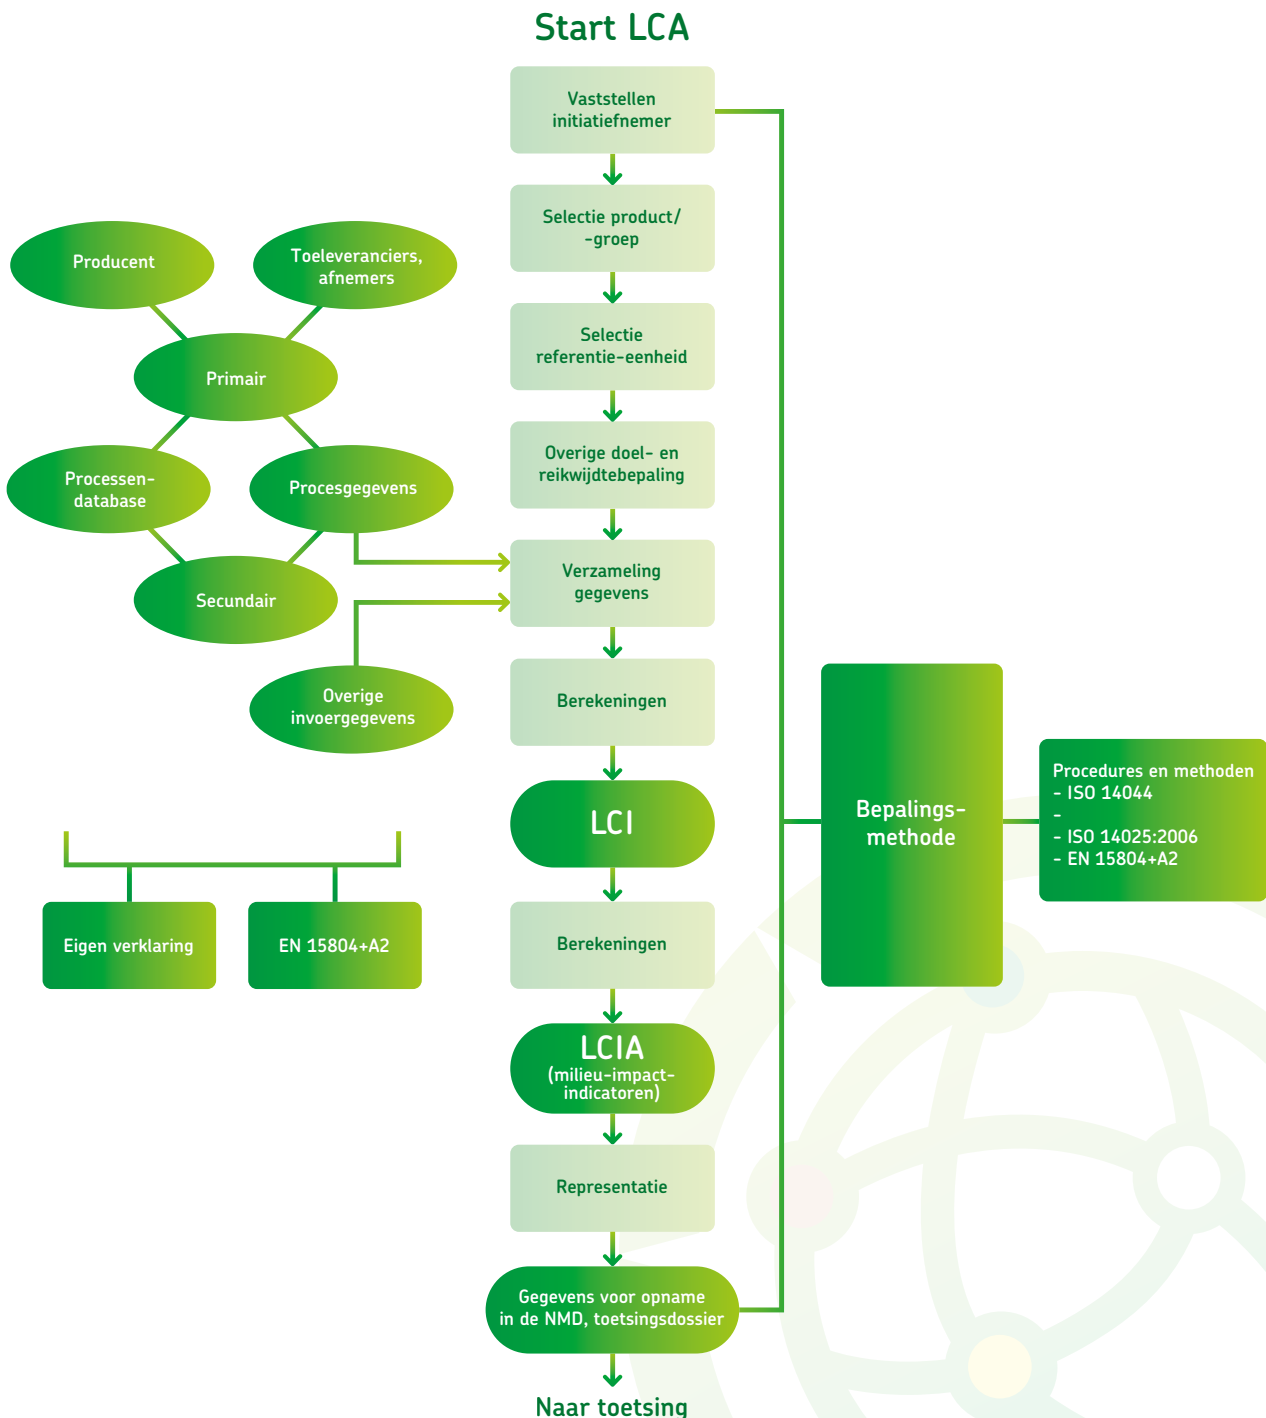 Start LCA
Vaststellen
initiatiefnemer
Selectie product/
-groep
Selectie
referentie-eenheid
Overige doel- en
reikwijdtebepaling
Verzameling
gegevens
Berekeningen
LCI
Berekeningen
LCIA
(milieu-impact-
indicatoren)
Representatie
Gegevens voor opname
in de NMD, toetsingsdossier
Naar toetsing
Producent
Toeleveranciers,
afnemers
Primair
Processen-
database
Procesgegevens
Secundair
Overige
invoergegevens
Eigen verklaring
EN 15804+A2
Bepalings-
methode
Procedures en methoden
- ISO 14044
-
- ISO 14025:2006
- EN 15804+A2